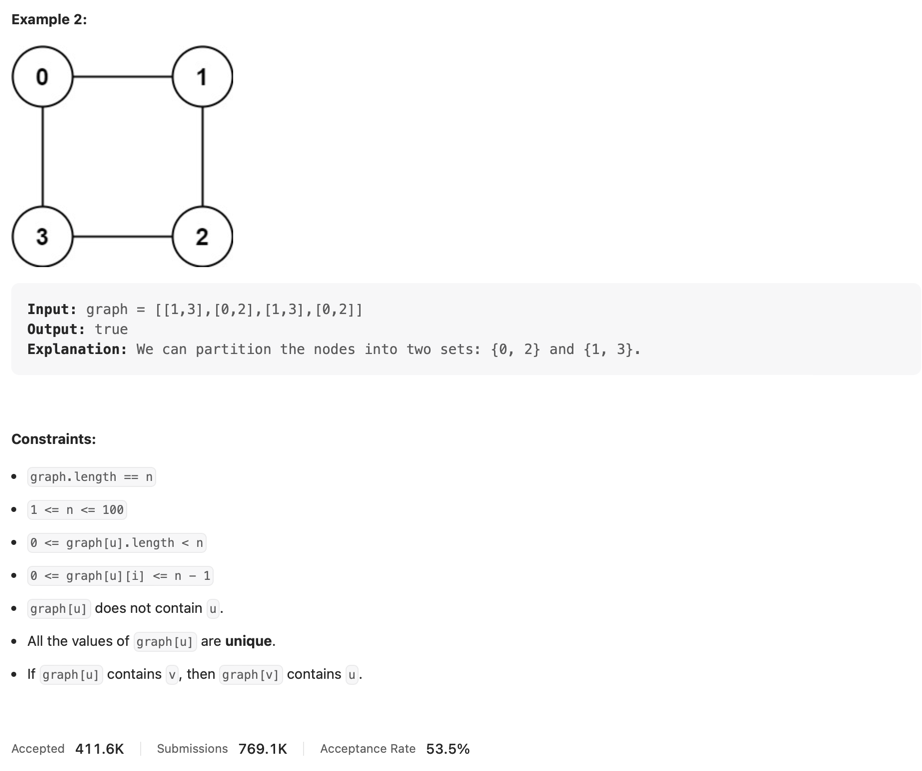 Example 2:
0 1
3 2
Input: graph = [[1,3],[0,2],[1,3],[0,2]]
Output: true
Explanation: We can partition the nodes into two sets: {0, 2} and {1, 3}.
Constraints:
• graph.length == n
• 1 <= n <= 100
• 0 <= graph[u].length < n
• 0 <= graph[u][i] <= n - 1
• graph[u] does not contain u.
• All the values of graph[u] are unique.
• If graph[u] contains v, then graph[v] contains u.
Accepted 411.6K Submissions 769.1K Acceptance Rate 53.5%